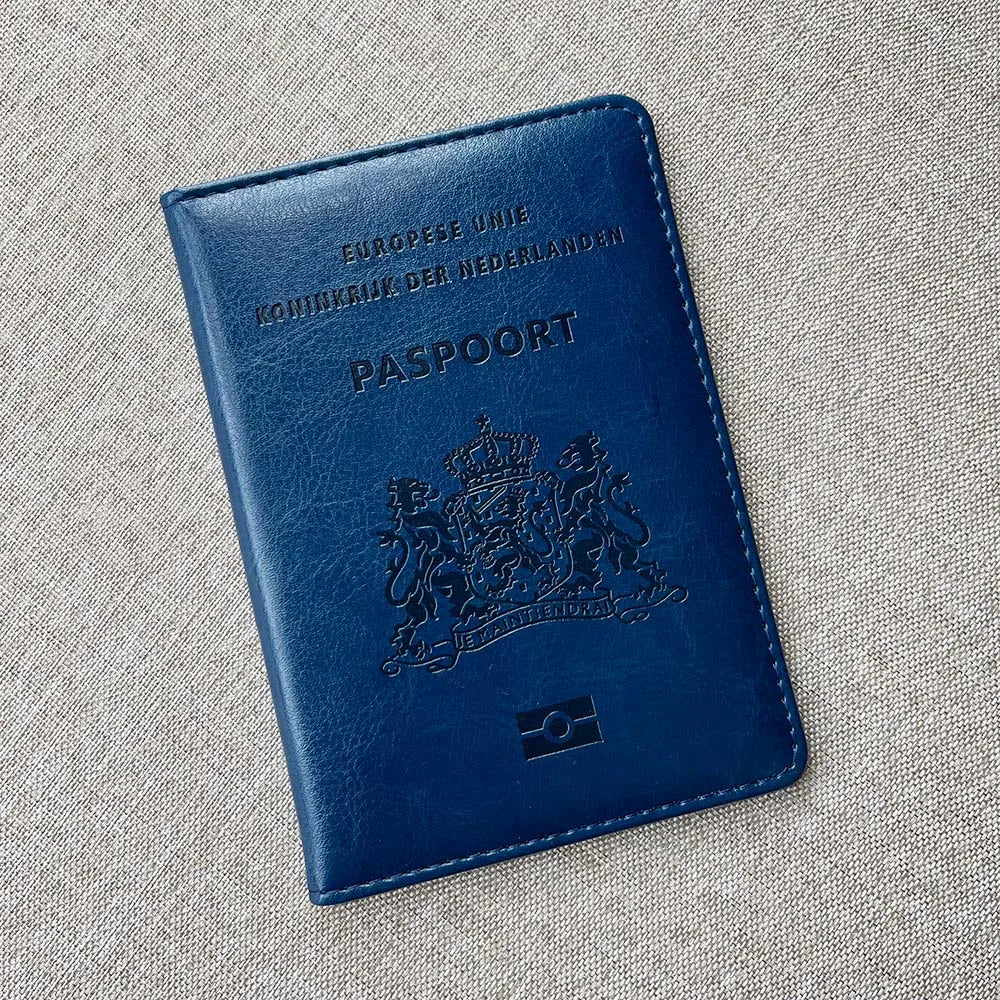 EUROPESE UNIE
KONINKRIJK DER NEDERLANDEN
PASPOORT
JE MAINTIENDRAI